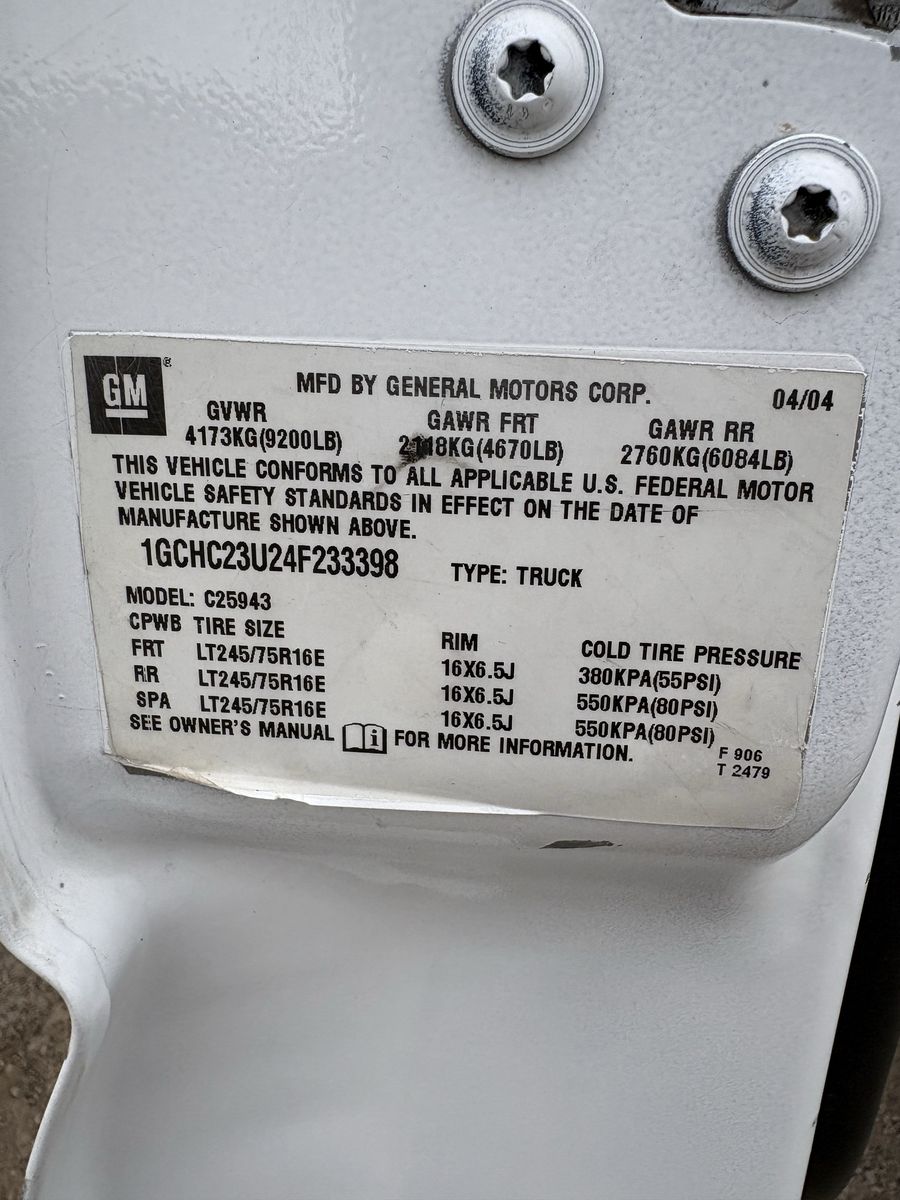 GM®
MFD BY GENERAL MOTORS CORP. 04/04
GVWR GAWR FRT GAWR RR
4173KG(9200LB) 2118KG(4670LB) 2760KG(6084LB)
THIS VEHICLE CONFORMS TO ALL APPLICABLE U.S. FEDERAL MOTOR
VEHICLE SAFETY STANDARDS IN EFFECT ON THE DATE OF
MANUFACTURE SHOWN ABOVE.
1GCHC23U24F233398 TYPE: TRUCK
MODEL: C25943
CPWB TIRE SIZE RIM COLD TIRE PRESSURE
FRT LT245/75R16E 16X6.5J 380KPA(55PSI)
RR LT245/75R16E 16X6.5J 550KPA(80PSI)
SPA LT245/75R16E 16X6.5J 550KPA(80PSI)
SEE OWNER'S MANUAL i FOR MORE INFORMATION.
F 906
T 2479